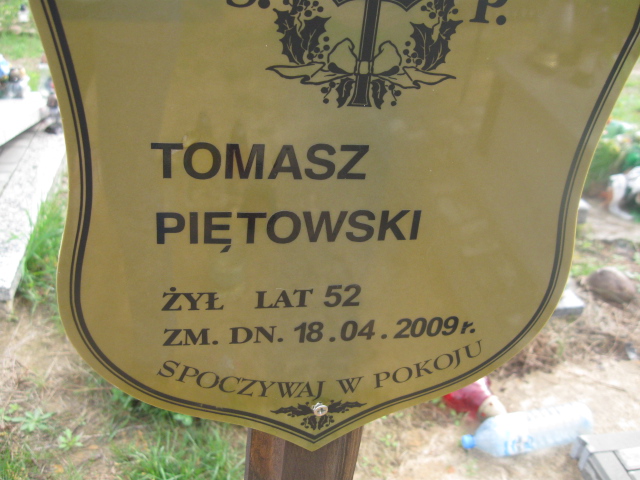 Ś. P.
TOMASZ
PIĘTOWSKI
ŻYŁ LAT 52
ZM. DN. 18.04.2009r.
SPOCZYWAJ W POKOJU